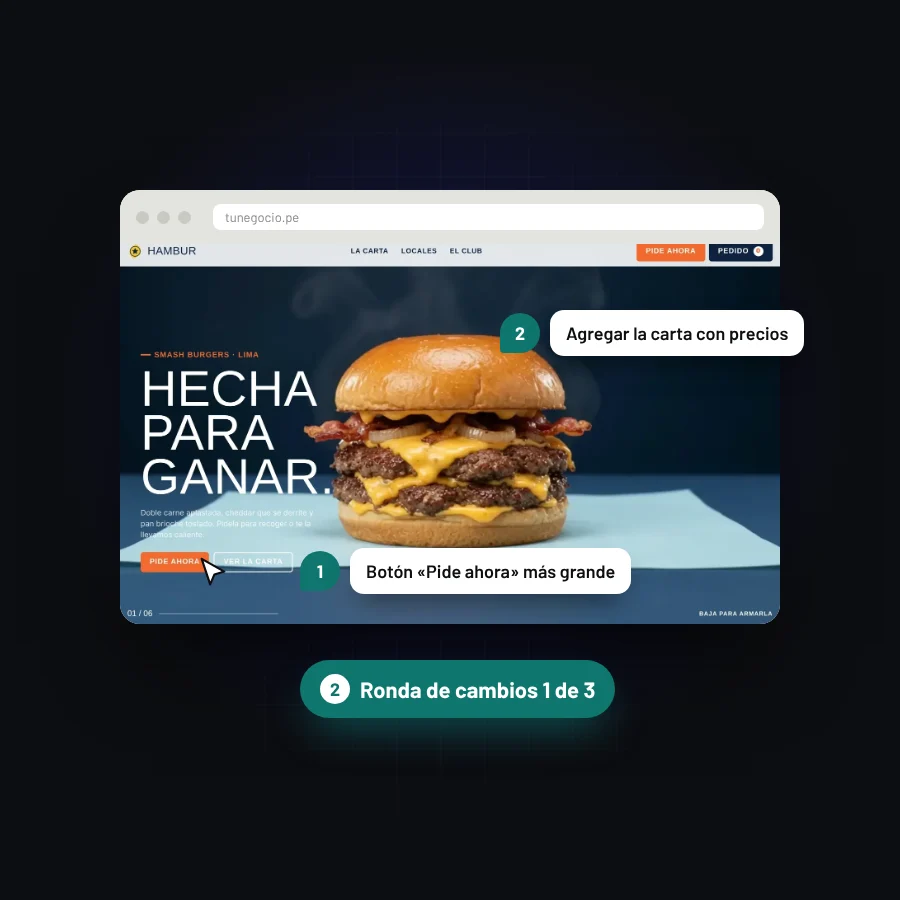 tunegocio.pe
HAMBUR
LA CARTA LOCALES EL CLUB
PIDE AHORA
PEDIDO 0
2
Agregar la carta con precios
SMASH BURGERS · LIMA
HECHA
PARA
GANAR.
Doble carne aplastada, cheddar que se derrite y
pan brioche tostado. Pídela para recoger o te la
llevamos caliente.
PIDE AHORA
VER LA CARTA
1
Botón «Pide ahora» más grande
01 / 06
BAJA PARA ARMARLA
2 Ronda de cambios 1 de 3